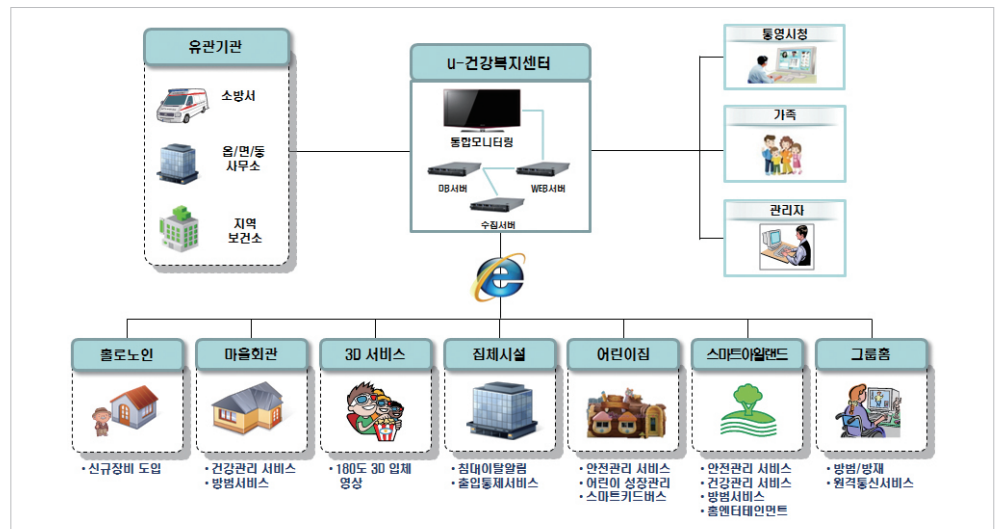 유관기관
소방서
읍/면/동
사무소
지역
보건소
u-건강복지센터
통합모니터링
DB서버
WEB서버
수집서버
통영시청
가족
관리자
홀로노인
• 신규장비 도입
마을회관
• 건강관리 서비스
• 방범서비스
3D 서비스
• 180도 3D 입체
영상
집체시설
• 침대이탈알림
• 출입통제서비스
어린이집
• 안전관리 서비스
• 어린이 성장관리
• 스마트키드버스
스마트아일랜드
• 안전관리 서비스
• 건강관리 서비스
• 방범서비스
• 홈엔터테인먼트
그룹홈
• 방범/방재
• 원격통신서비스